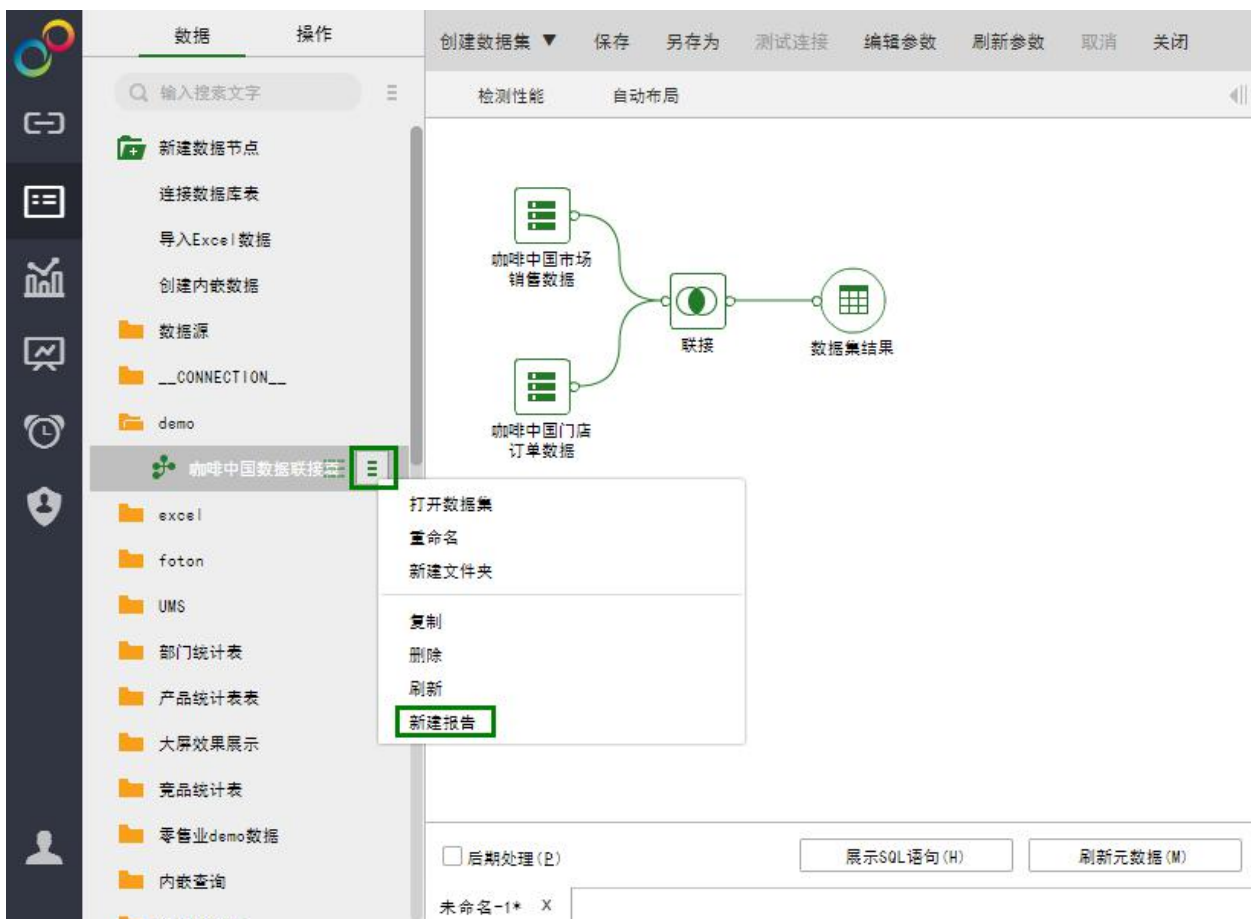 数据 操作
创建数据集 ▼ 保存 另存为 测试连接 编辑参数 刷新参数 取消 关闭
输入搜索文字
检测性能 自动布局
新建数据节点
连接数据库表
导入Excel数据
创建内嵌数据
数据源
__CONNECTION__
demo
咖啡中国数据联接
excel
foton
UMS
部门统计表
产品统计表表
大屏效果展示
竞品统计表
零售业demo数据
内嵌查询
咖啡中国市场
销售数据
联接
数据集结果
咖啡中国门店
订单数据
打开数据集
重命名
新建文件夹
复制
删除
刷新
新建报告
后期处理(P) 展示SQL语句(H) 刷新元数据(M)
未命名-1* X